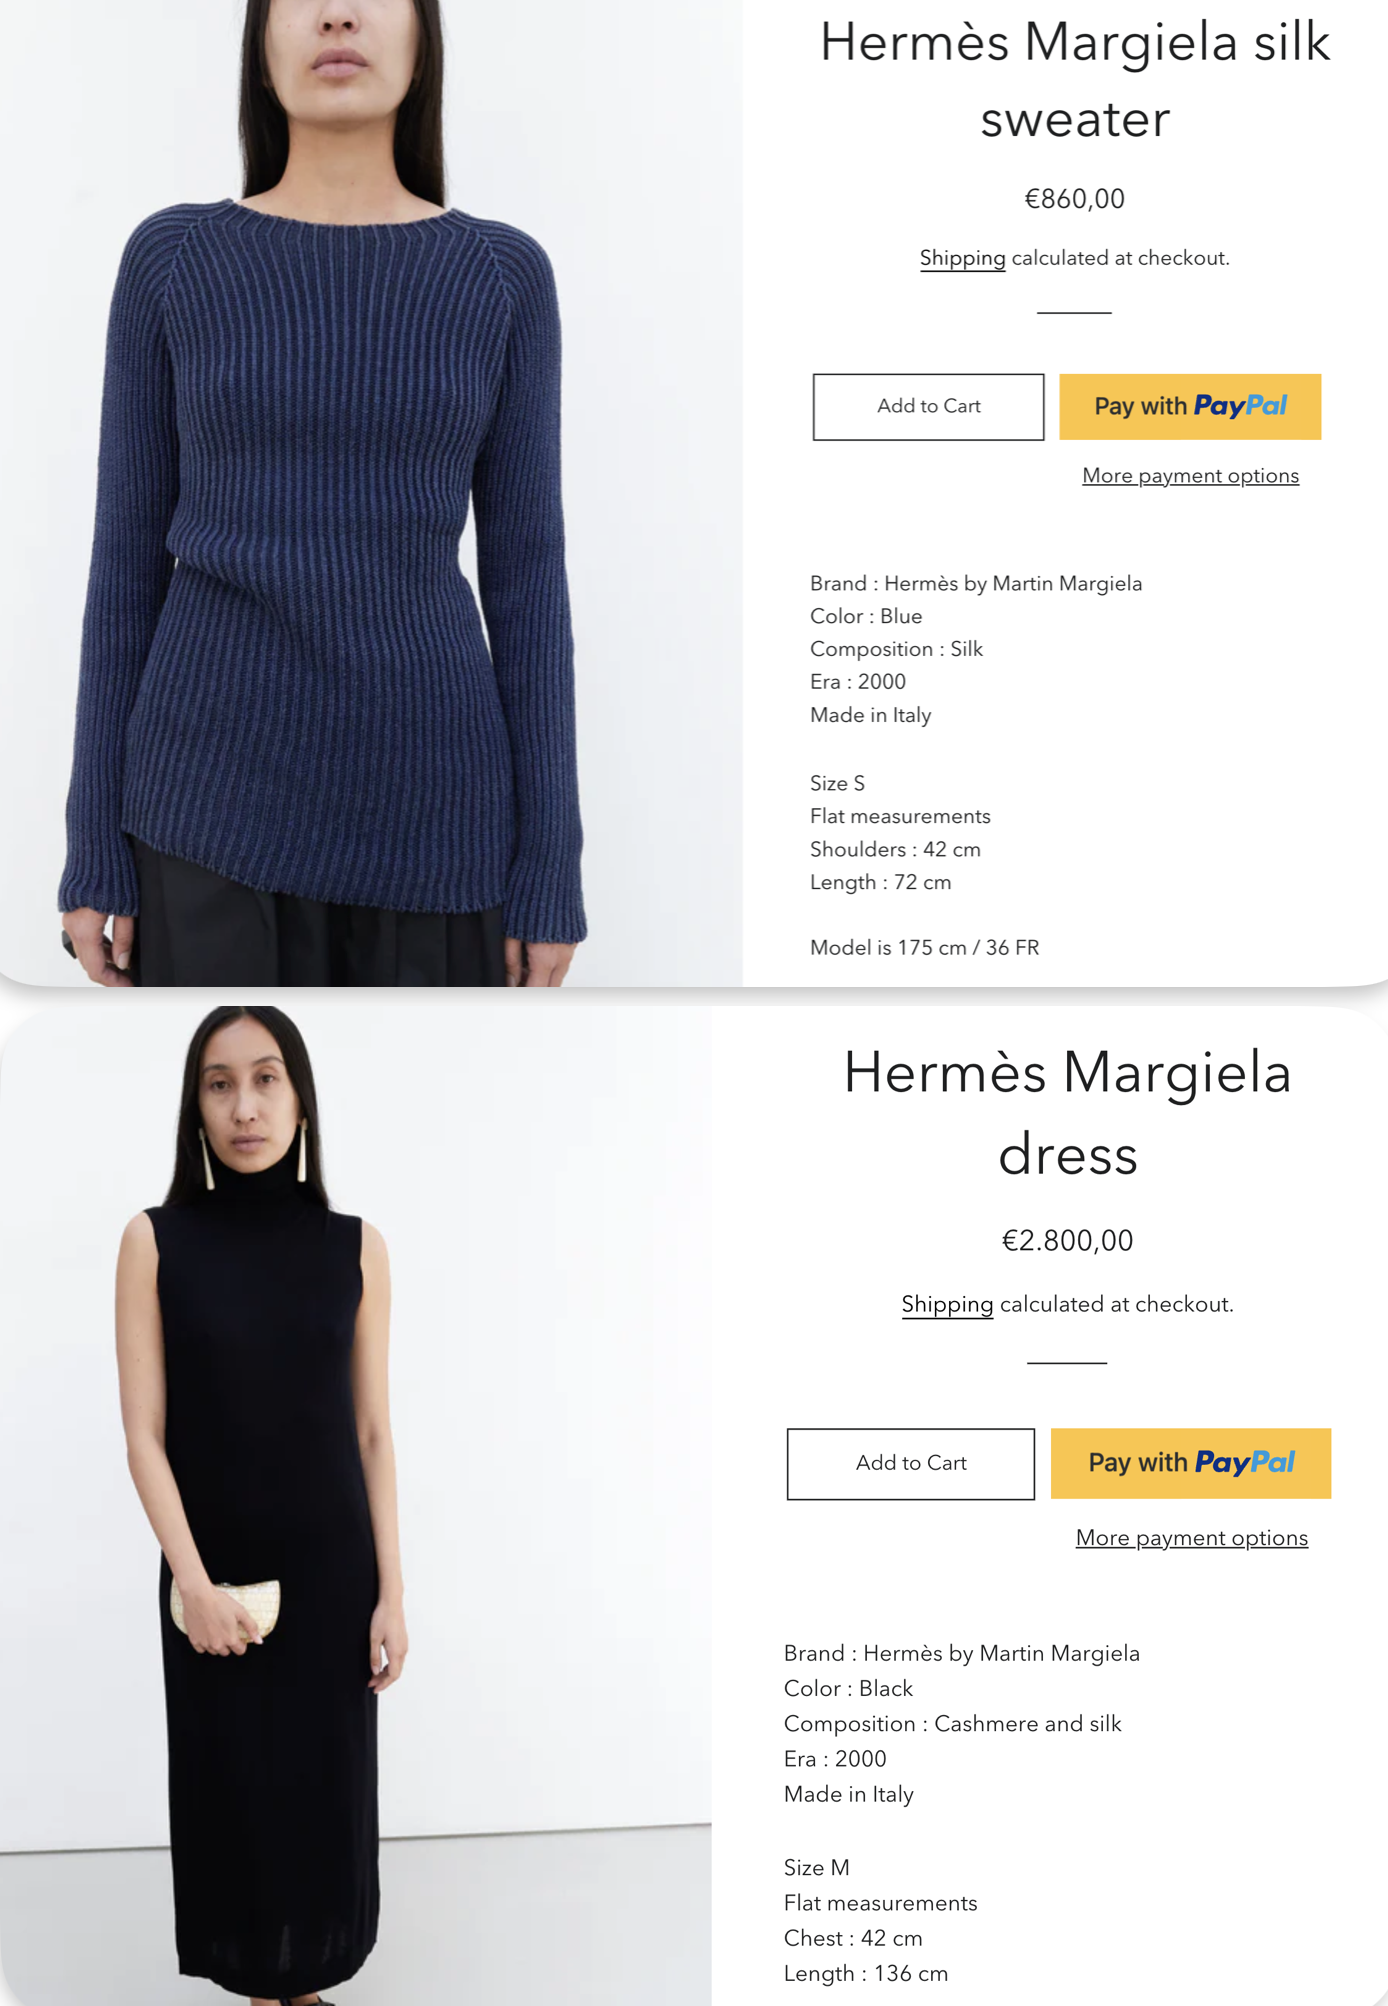 Hermès Margiela silk
sweater
€860,00
Shipping calculated at checkout.
Add to Cart
Pay with PayPal
More payment options
Brand : Hermès by Martin Margiela
Color : Blue
Composition : Silk
Era : 2000
Made in Italy
Size S
Flat measurements
Shoulders : 42 cm
Length : 72 cm
Model is 175 cm / 36 FR
Hermès Margiela
dress
€2.800,00
Shipping calculated at checkout.
Add to Cart
Pay with PayPal
More payment options
Brand : Hermès by Martin Margiela
Color : Black
Composition : Cashmere and silk
Era : 2000
Made in Italy
Size M
Flat measurements
Chest : 42 cm
Length : 136 cm